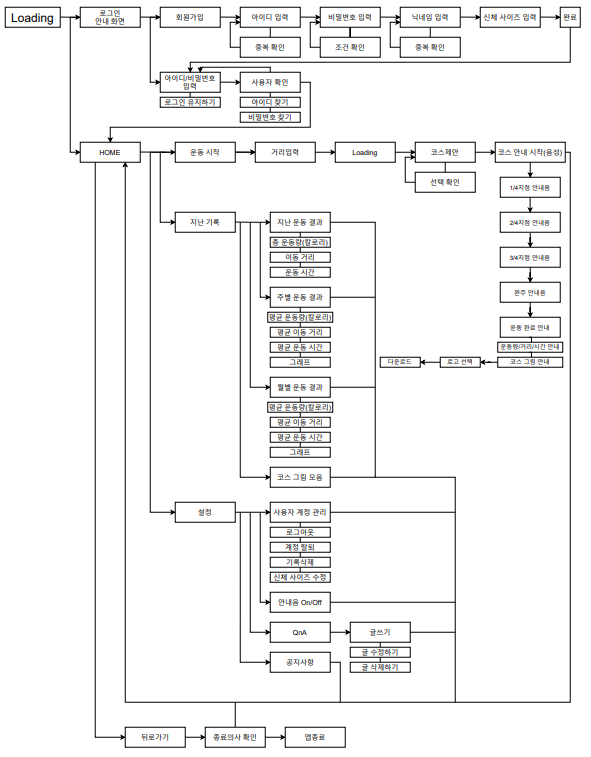 Loading
로그인
안내 화면
회원가입
아이디 입력
비밀번호 입력
닉네임 입력
신체 사이즈 입력
완료
중복 확인
조건 확인
중복 확인
아이디/비밀번호
입력
사용자 확인
로그인 유지하기
아이디 찾기
비밀번호 찾기
HOME
운동 시작
거리입력
Loading
코스제안
코스 안내 시작(음성)
선택 확인
1/4지점 안내음
2/4지점 안내음
3/4지점 안내음
완주 안내음
운동 완료 안내
운동량/거리/시간 안내
코스 그림 안내
로고 선택
다운로드
지난 기록
지난 운동 결과
총 운동량(칼로리)
이동 거리
운동 시간
주별 운동 결과
평균 운동량(칼로리)
평균 이동 거리
평균 운동 시간
그래프
월별 운동 결과
평균 운동량(칼로리)
평균 이동 거리
평균 운동 시간
그래프
코스 그림 모음
설정
사용자 계정 관리
로그아웃
계정 탈퇴
기록삭제
신체 사이즈 수정
안내음 On/Off
QnA
글쓰기
글 수정하기
글 삭제하기
공지사항
뒤로가기
종료의사 확인
앱종료